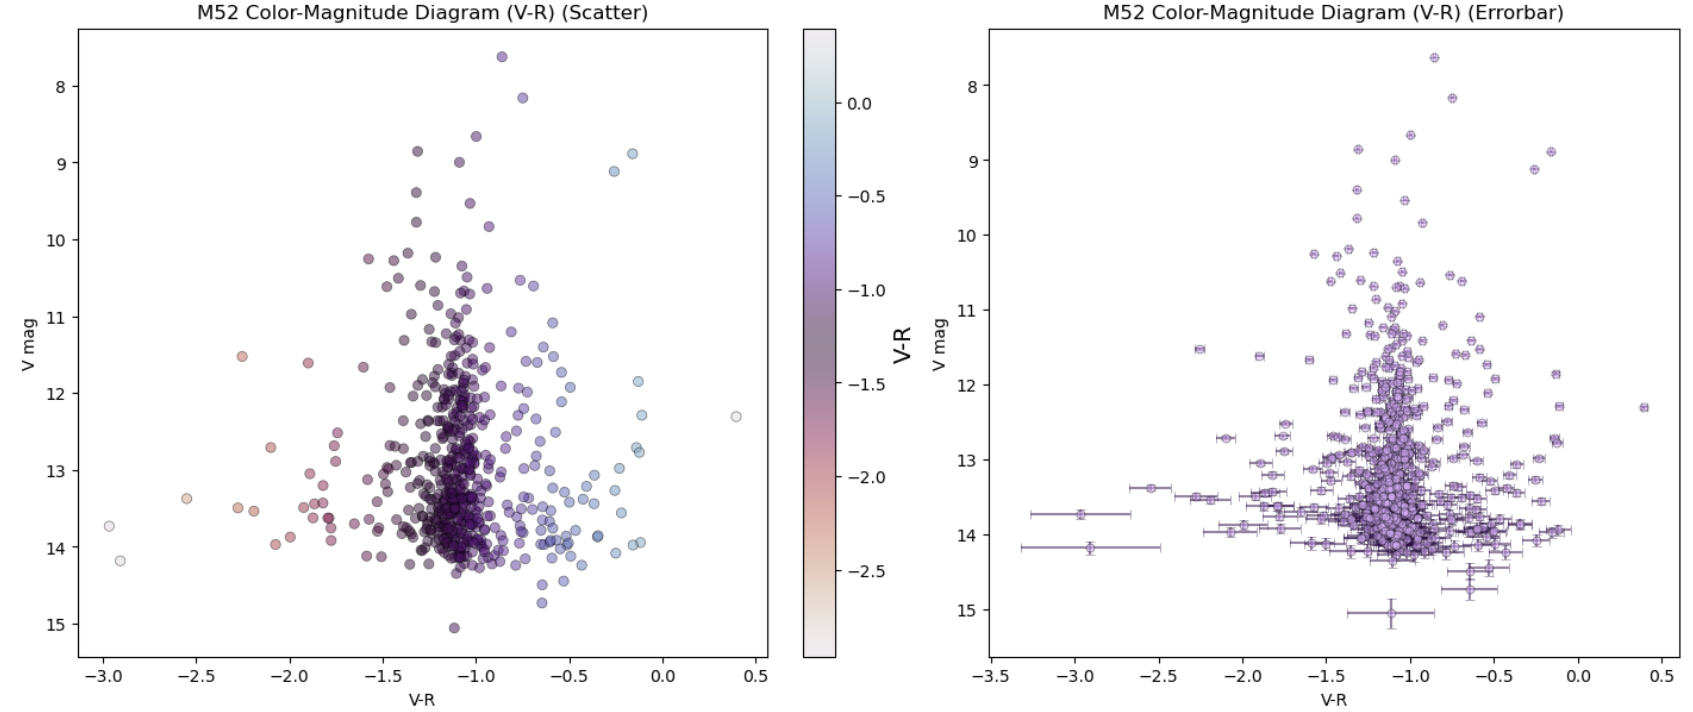 M52 Color-Magnitude Diagram (V-R) (Scatter)
V mag
8
9
10
11
12
13
14
15
−3.0 −2.5 −2.0 −1.5 −1.0 −0.5 0.0 0.5
V-R
0.0
−0.5
−1.0
−1.5
−2.0
−2.5
V-R
M52 Color-Magnitude Diagram (V-R) (Errorbar)
V mag
8
9
10
11
12
13
14
15
−3.5 −3.0 −2.5 −2.0 −1.5 −1.0 −0.5 0.0 0.5
V-R